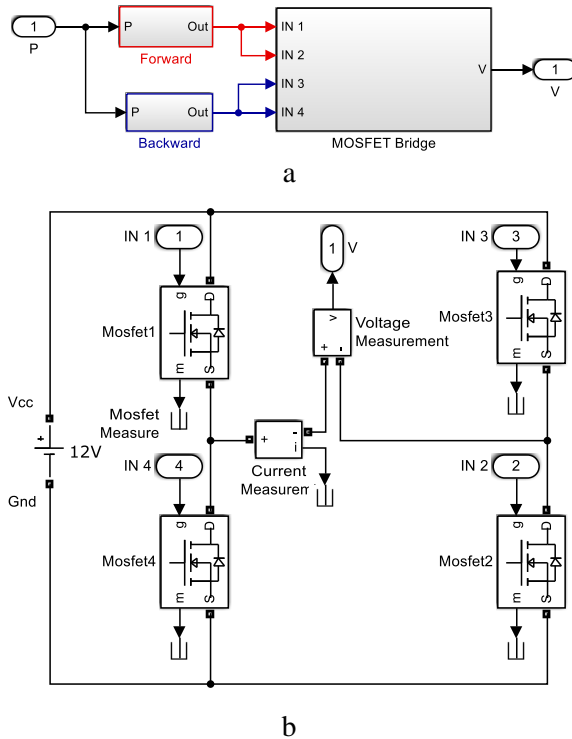 1
P
P Out
Forward
P Out
Backward
IN 1
IN 2
IN 3
IN 4
V
MOSFET Bridge
1
V
a
IN 1
1
g D
Mosfet1
m S
Mosfet
Measure
1
V
v
+ -
Voltage
Measurement
IN 3
3
g D
Mosfet3
m S
Vcc
+
12V
Gnd
+ -
i
Current
Measurem
IN 4
4
g D
Mosfet4
m S
IN 2
2
g D
Mosfet2
m S
b